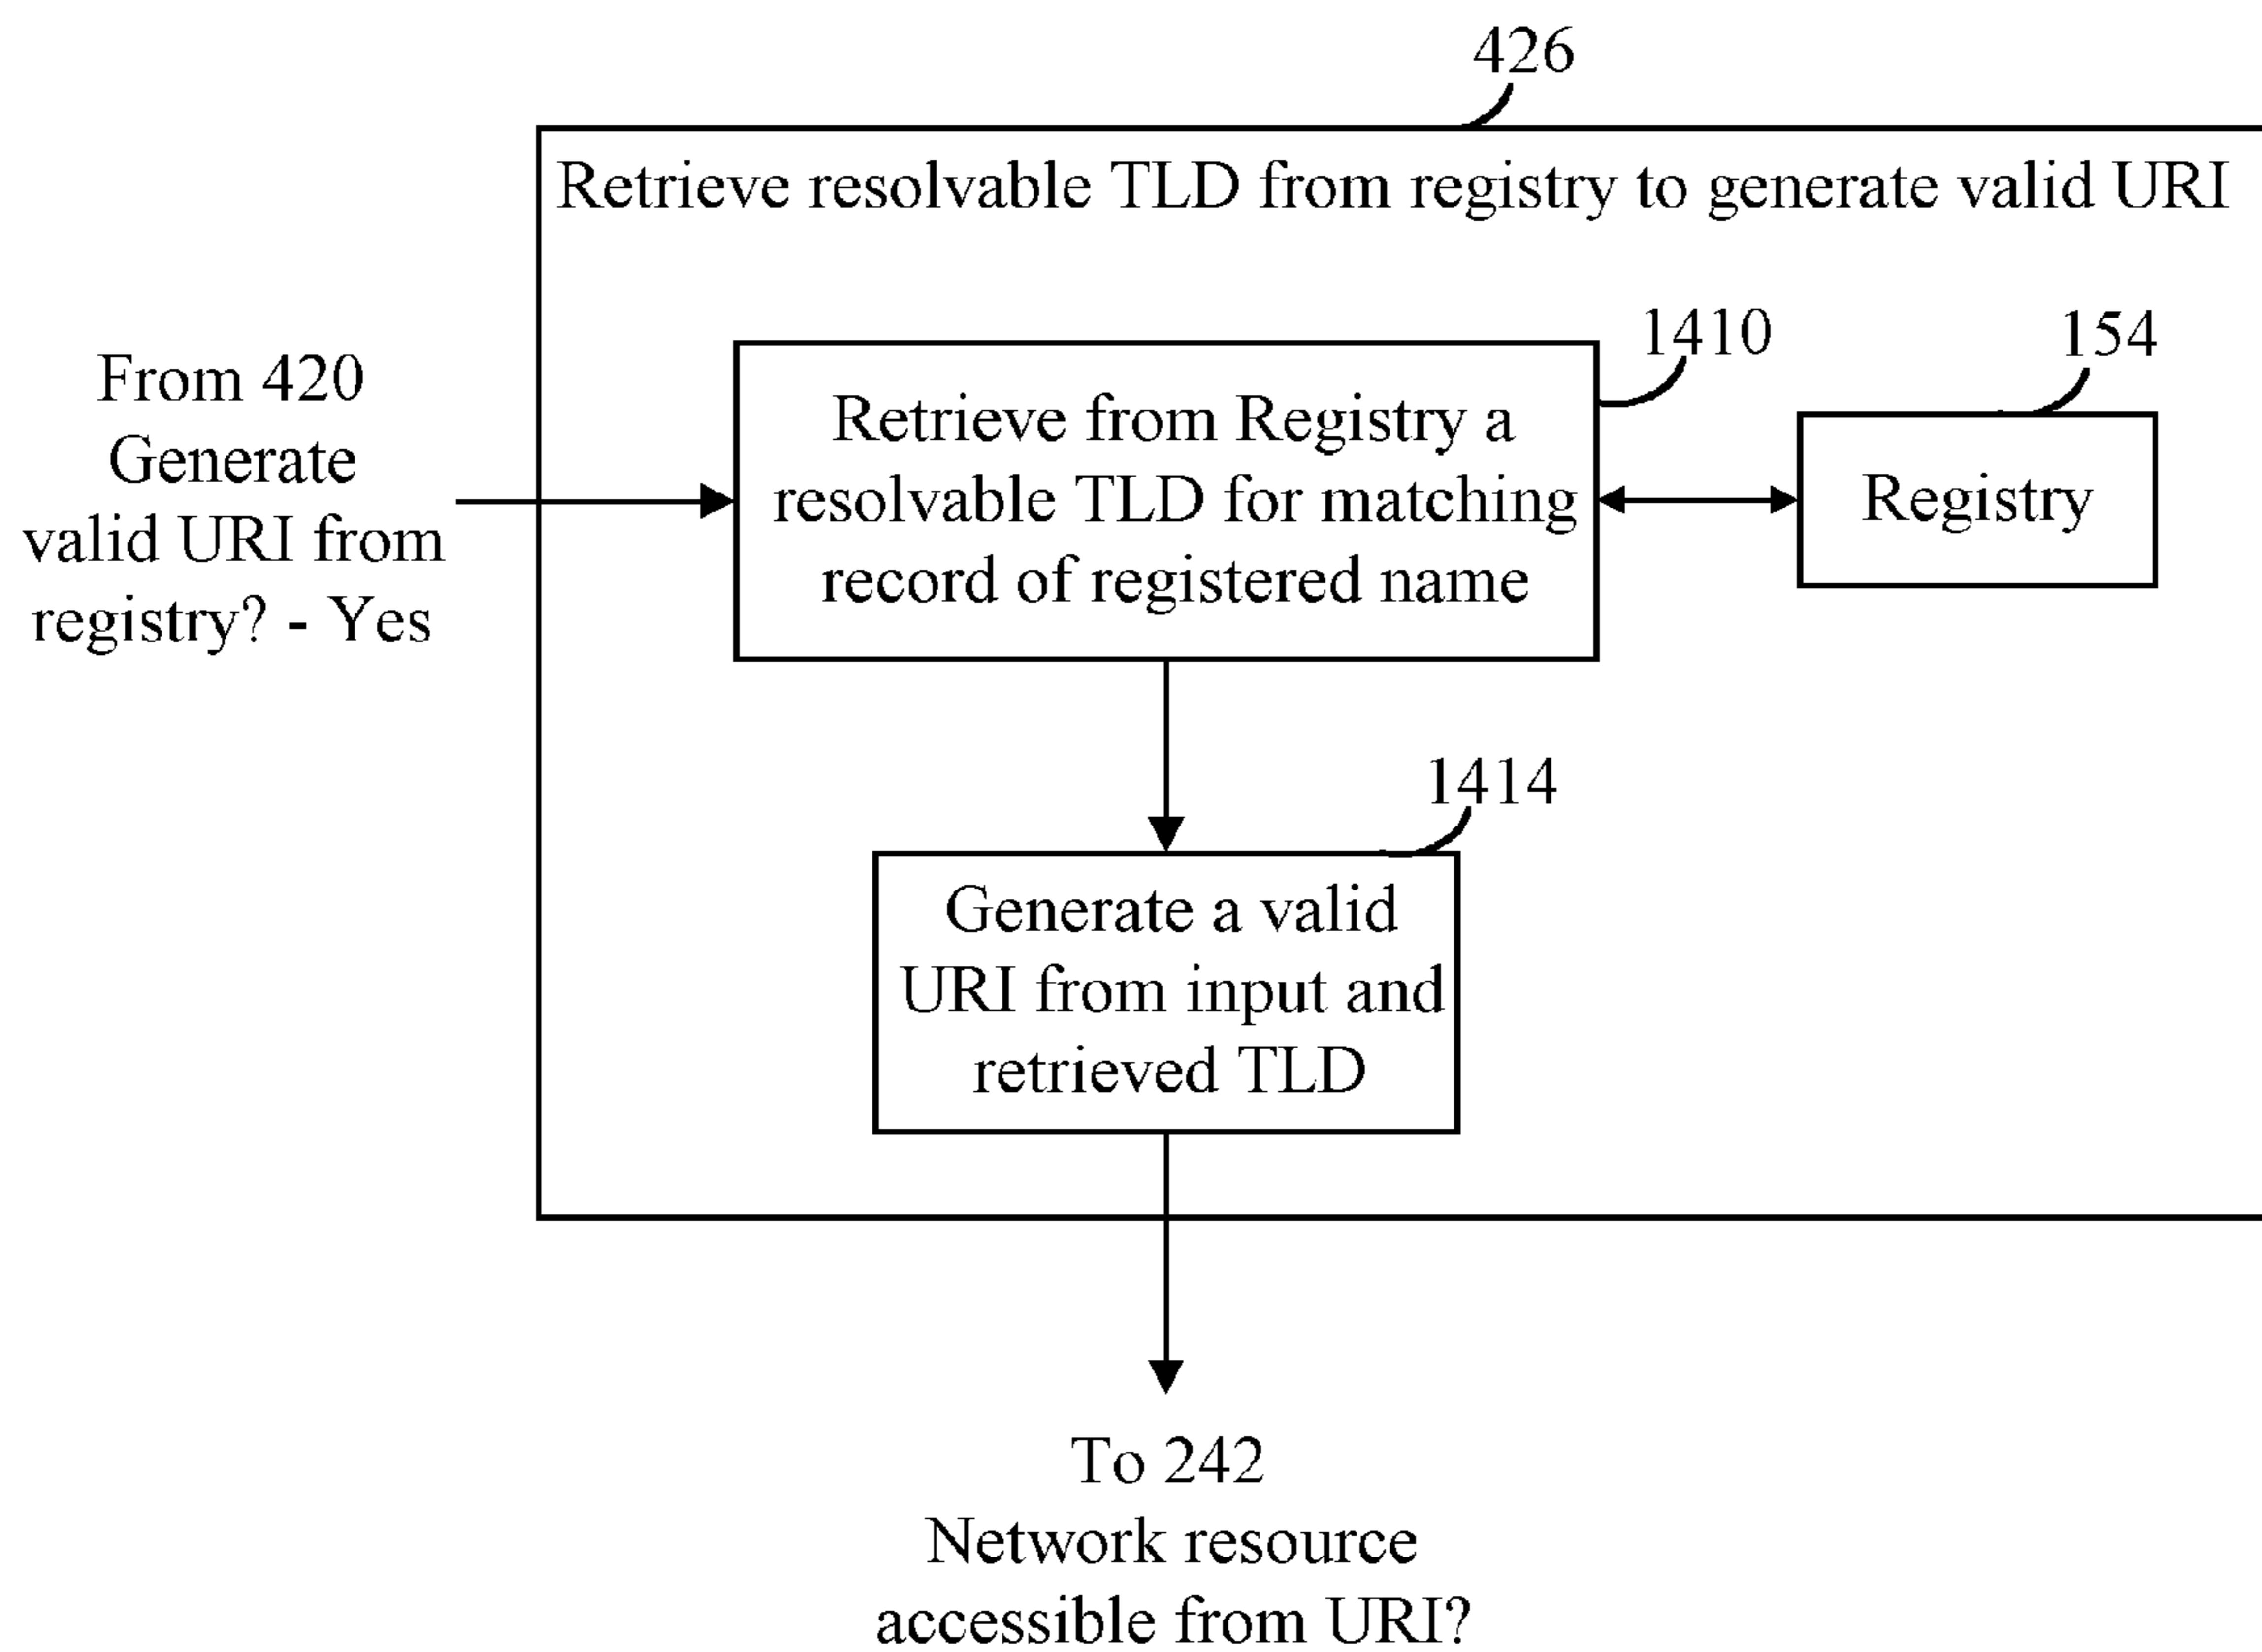 426
Retrieve resolvable TLD from registry to generate valid URI
From 420
Generate
valid URI from
registry? - Yes
1410
Retrieve from Registry a
resolvable TLD for matching
record of registered name
154
Registry
1414
Generate a valid
URI from input and
retrieved TLD
To 242
Network resource
accessible from URI?